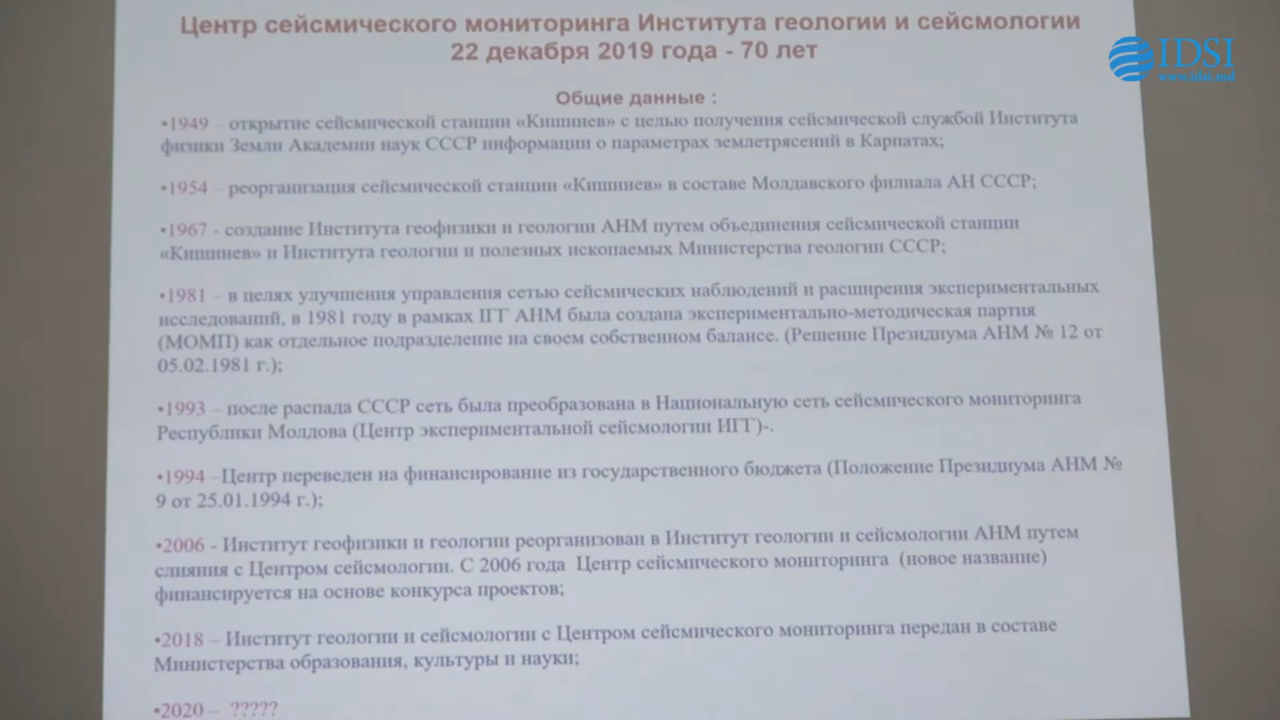 Центр сейсмического мониторинга Института геологии и сейсмологии
22 декабря 2019 года - 70 лет
IDSI
www.idsi.md
Общие данные :
•1949 – открытие сейсмической станции «Кишинев» с целью получения сейсмической службой Института
физики Земли Академии наук СССР информации о параметрах землетрясений в Карпатах;
•1954 – реорганизация сейсмической станции «Кишинев» в составе Молдавского филиала АН СССР;
•1967 - создание Института геофизики и геологии АНМ путем объединения сейсмической станции
«Кишинев» и Института геологии и полезных ископаемых Министерства геологии СССР;
•1981 – в целях улучшения управления сетью сейсмических наблюдений и расширения экспериментальных
исследований, в 1981 году в рамках IГГ АНМ была создана экспериментально-методическая партия
(МОМП) как отдельное подразделение на своем собственном балансе. (Решение Президиума АНМ № 12 от
05.02.1981 г.);
•1993 – после распада СССР сеть была преобразована в Национальную сеть сейсмического мониторинга
Республики Молдова (Центр экспериментальной сейсмологии ИГГ)-.
•1994 –Центр переведен на финансирование из государственного бюджета (Положение Президиума АНМ №
9 от 25.01.1994 г.);
•2006 - Институт геофизики и геологии реорганизован в Институт геологии и сейсмологии АНМ путем
слияния с Центром сейсмологии. С 2006 года Центр сейсмического мониторинга (новое название)
финансируется на основе конкурса проектов;
•2018 – Институт геологии и сейсмологии с Центром сейсмического мониторинга передан в составе
Министерства образования, культуры и науки;
•2020 – ?????